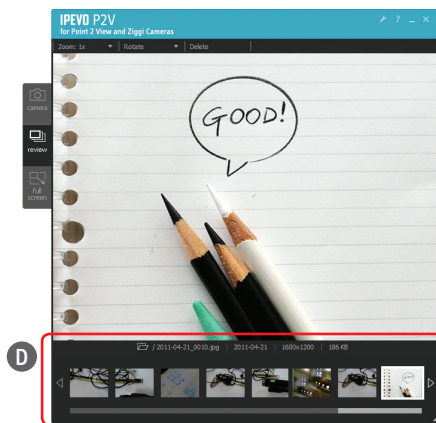 IPEVO P2V
for Point 2 View and Ziggi Cameras
Zoom: 1x Rotate Delete
camera
review
Full
screen
GOOD!
D
/ 2011-04-21_0010.jpg | 2011-04-21 | 1600x1200 | 186 KB